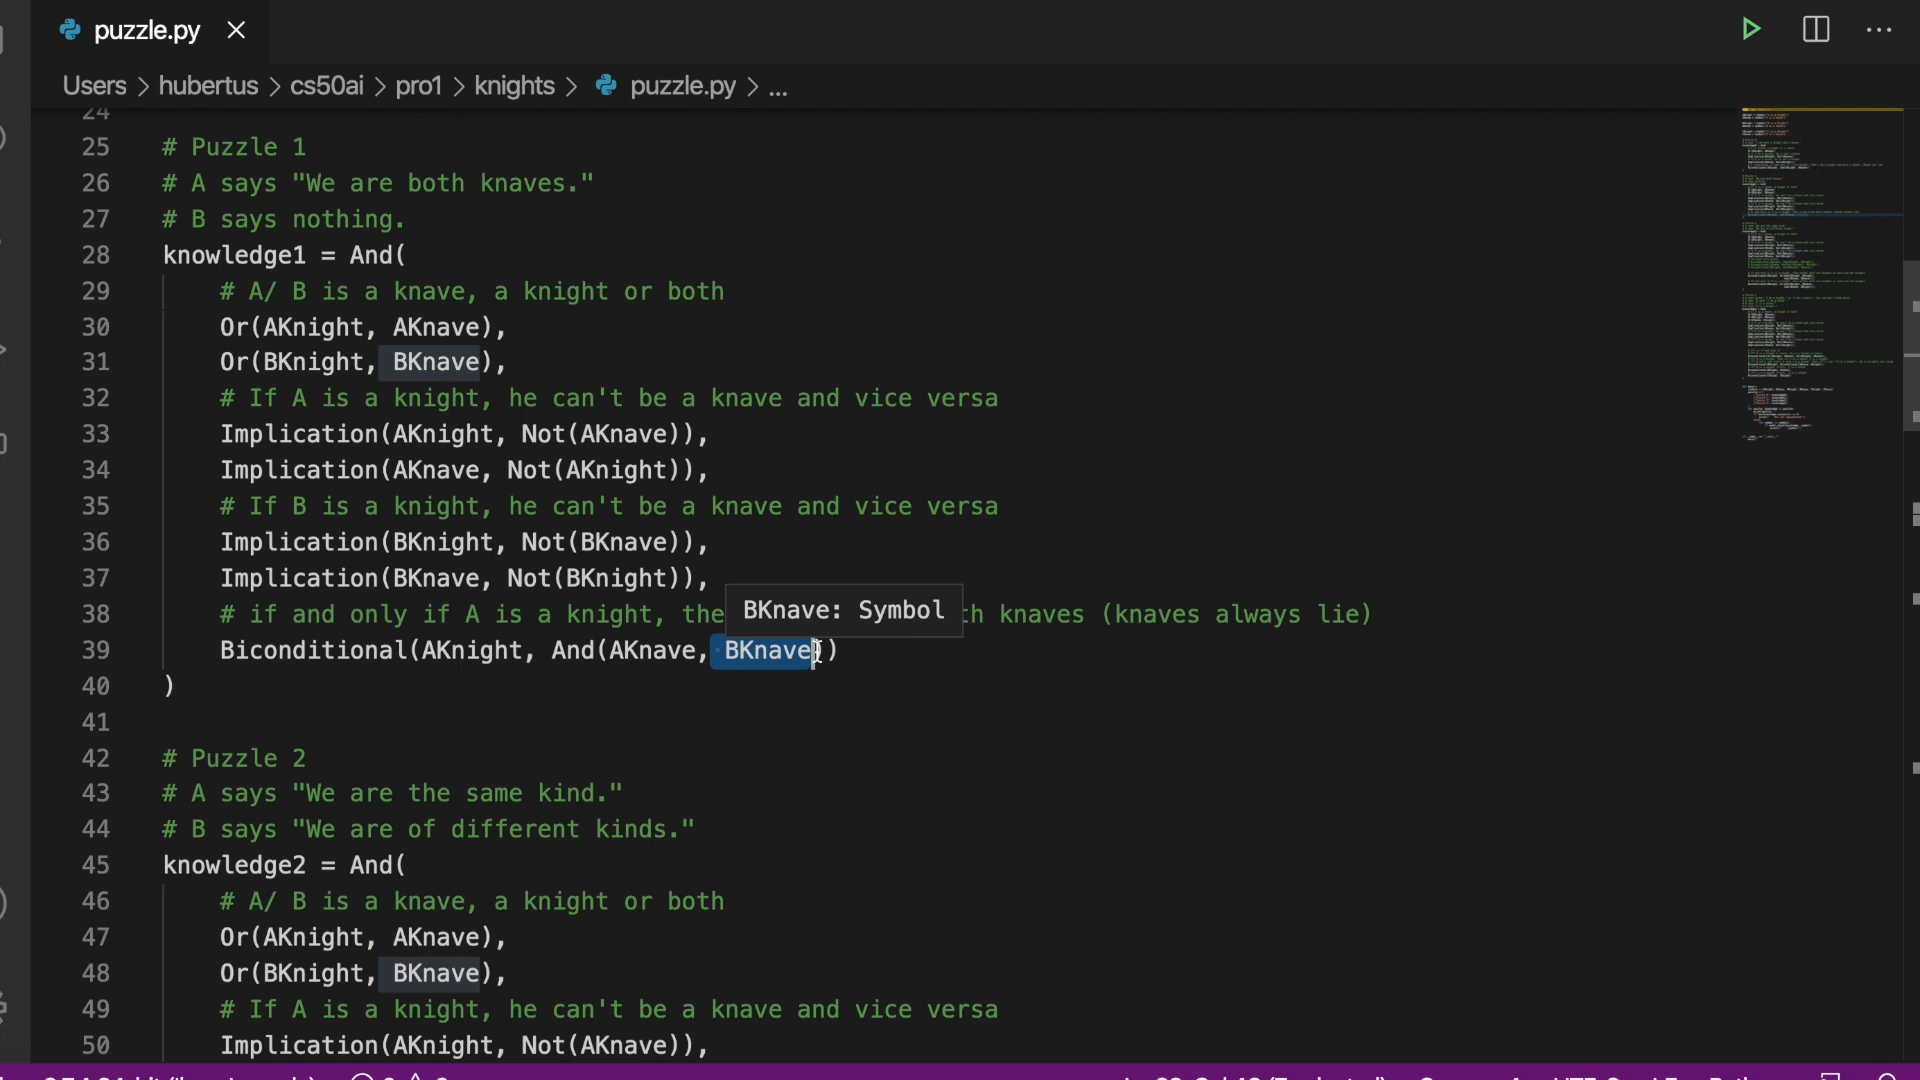 puzzle.py
Users > hubertus > cs50ai > pro1 > knights > puzzle.py > ...
24
25 # Puzzle 1
26 # A says "We are both knaves."
27 # B says nothing.
28 knowledge1 = And(
29 # A/ B is a knave, a knight or both
30 Or(AKnight, AKnave),
31 Or(BKnight, BKnave),
32 # If A is a knight, he can't be a knave and vice versa
33 Implication(AKnight, Not(AKnave)),
34 Implication(AKnave, Not(AKnight)),
35 # If B is a knight, he can't be a knave and vice versa
36 Implication(BKnight, Not(BKnave)),
37 Implication(BKnave, Not(BKnight)),
BKnave: Symbol
38 # if and only if A is a knight, knaves (knaves always lie)
39 Biconditional(AKnight, And(AKnave, BKnave))
40 )
41
42 # Puzzle 2
43 # A says "We are the same kind."
44 # B says "We are of different kinds."
45 knowledge2 = And(
46 # A/ B is a knave, a knight or both
47 Or(AKnight, AKnave),
48 Or(BKnight, BKnave),
49 # If A is a knight, he can't be a knave and vice versa
50 Implication(AKnight, Not(AKnave)),